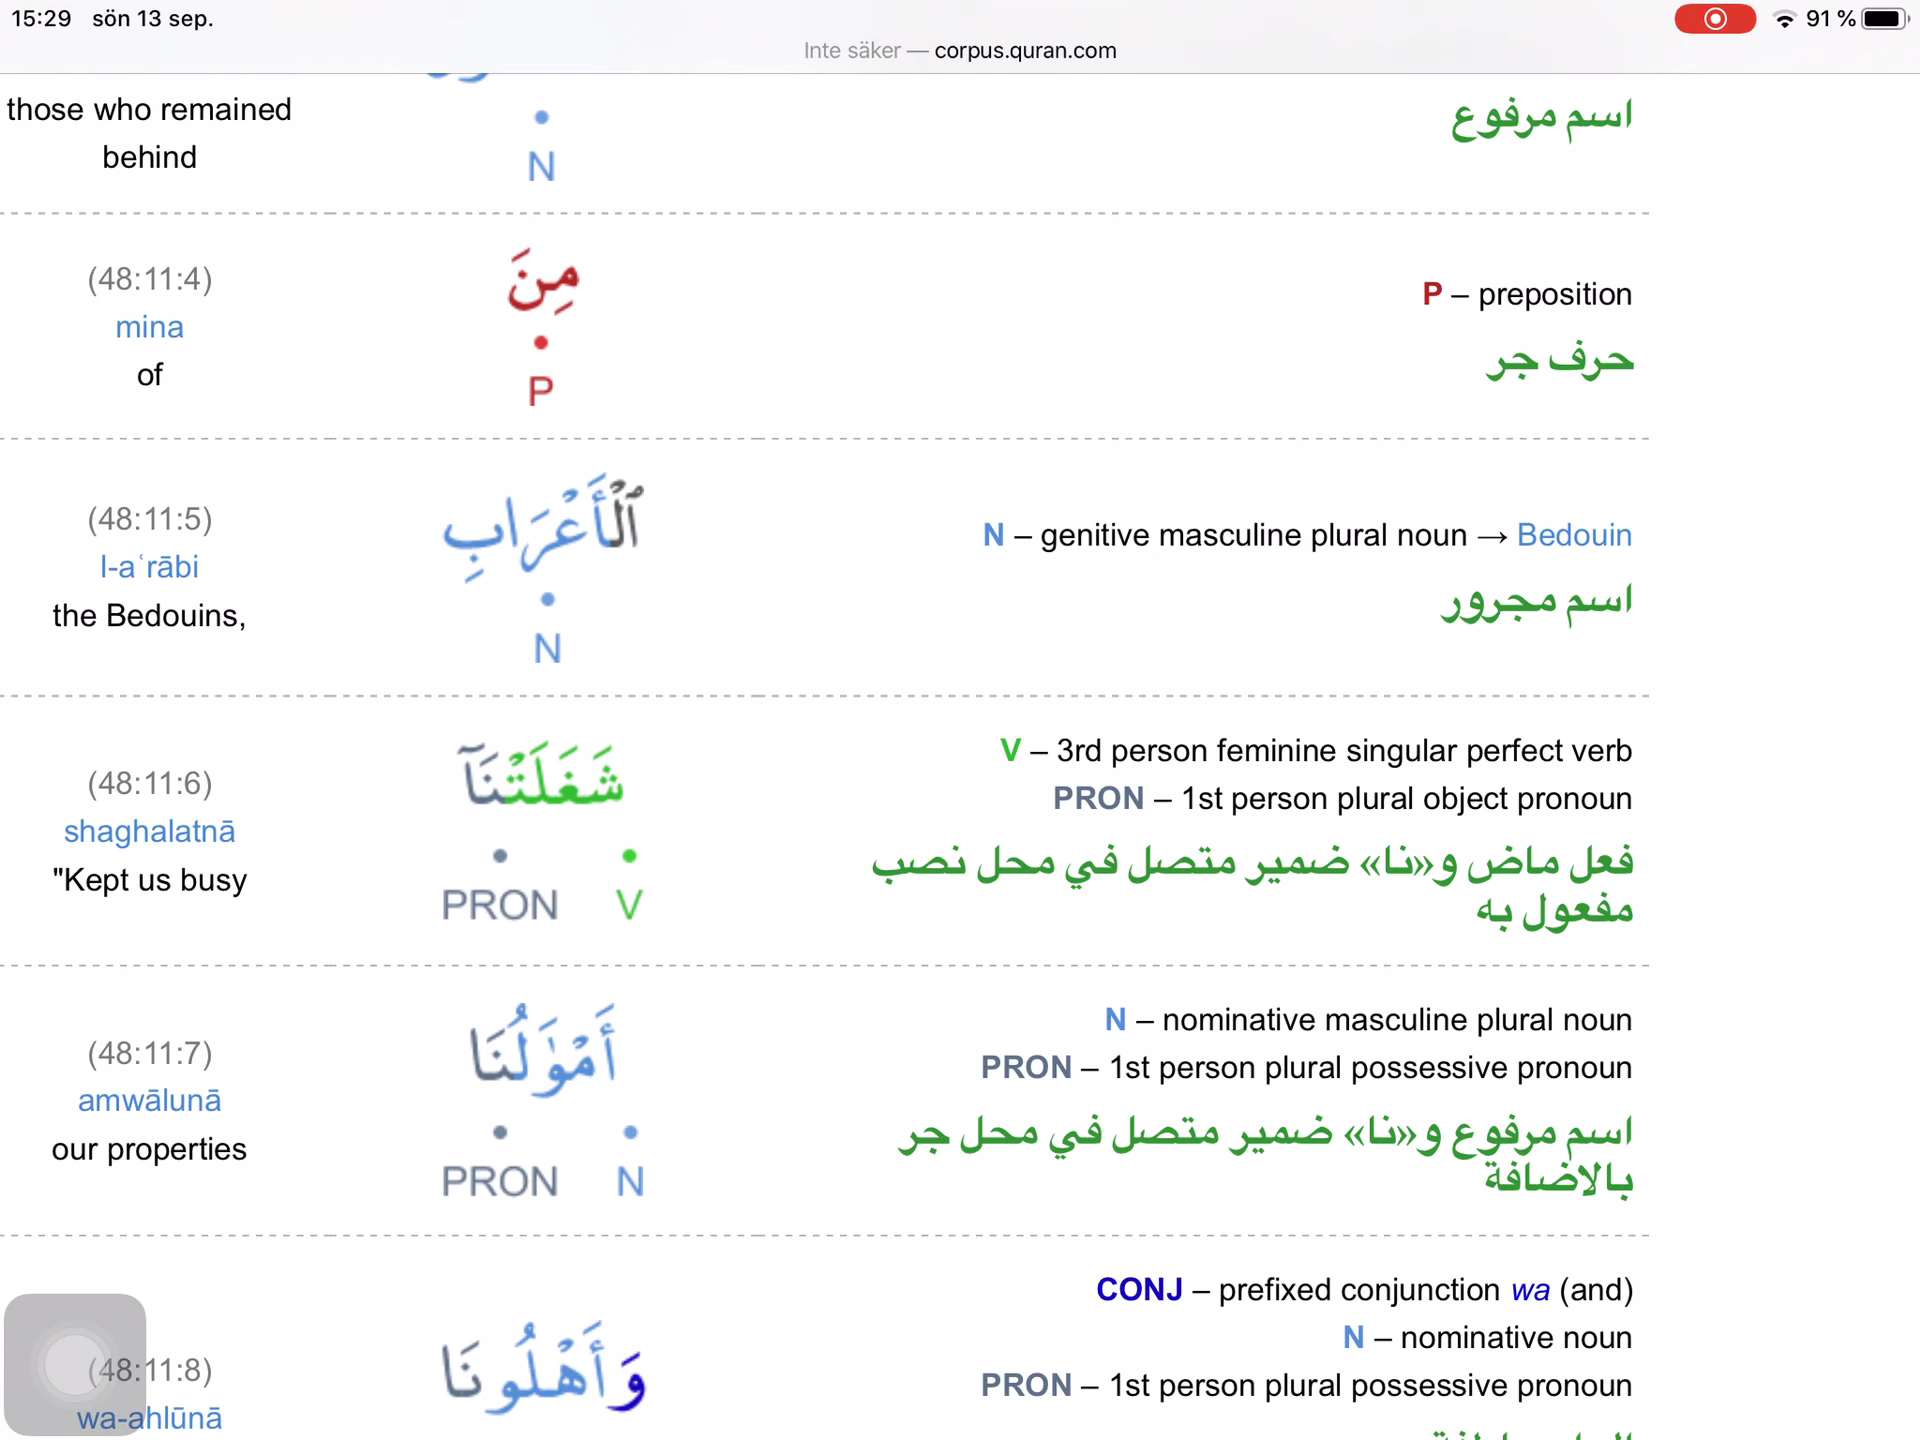 15:29 sön 13 sep.
91 %
Inte säker — corpus.quran.com
those who remained
behind
N
اسم مرفوع
(48:11:4)
mina
of
مِنَ
P
P – preposition
حرف جر
(48:11:5)
l-aʿrābi
the Bedouins,
ٱلْأَعْرَابِ
N
N – genitive masculine plural noun → Bedouin
اسم مجرور
(48:11:6)
shaghalatnā
"Kept us busy
شَغَلَتْنَآ
PRON V
V – 3rd person feminine singular perfect verb
PRON – 1st person plural object pronoun
فعل ماض و«نا» ضمير متصل في محل نصب
مفعول به
(48:11:7)
amwālunā
our properties
أَمْوَٰلُنَا
PRON N
N – nominative masculine plural noun
PRON – 1st person plural possessive pronoun
اسم مرفوع و«نا» ضمير متصل في محل جر
بالاضافة
(48:11:8)
wa-ahlūnā
وَأَهْلُونَا
CONJ – prefixed conjunction wa (and)
N – nominative noun
PRON – 1st person plural possessive pronoun